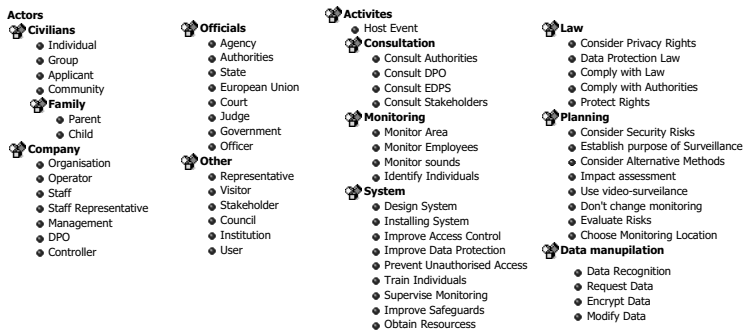 Actors
Civilians
Individual
Group
Applicant
Community
Family
Parent
Child
Company
Organisation
Operator
Staff
Staff Representative
Management
DPO
Controller
Officials
Agency
Authorities
State
European Union
Court
Judge
Government
Officer
Other
Representative
Visitor
Stakeholder
Council
Institution
User
Activites
Host Event
Consultation
Consult Authorities
Consult DPO
Consult EDPS
Consult Stakeholders
Monitoring
Monitor Area
Monitor Employees
Monitor sounds
Identify Individuals
System
Design System
Installing System
Improve Access Control
Improve Data Protection
Prevent Unauthorised Access
Train Individuals
Supervise Monitoring
Improve Safeguards
Obtain Resourcess
Law
Consider Privacy Rights
Data Protection Law
Comply with Law
Comply with Authorities
Protect Rights
Planning
Consider Security Risks
Establish purpose of Surveillance
Consider Alternative Methods
Impact assessment
Use video-surveilance
Don't change monitoring
Evaluate Risks
Choose Monitoring Location
Data manupilation
Data Recognition
Request Data
Encrypt Data
Modify Data